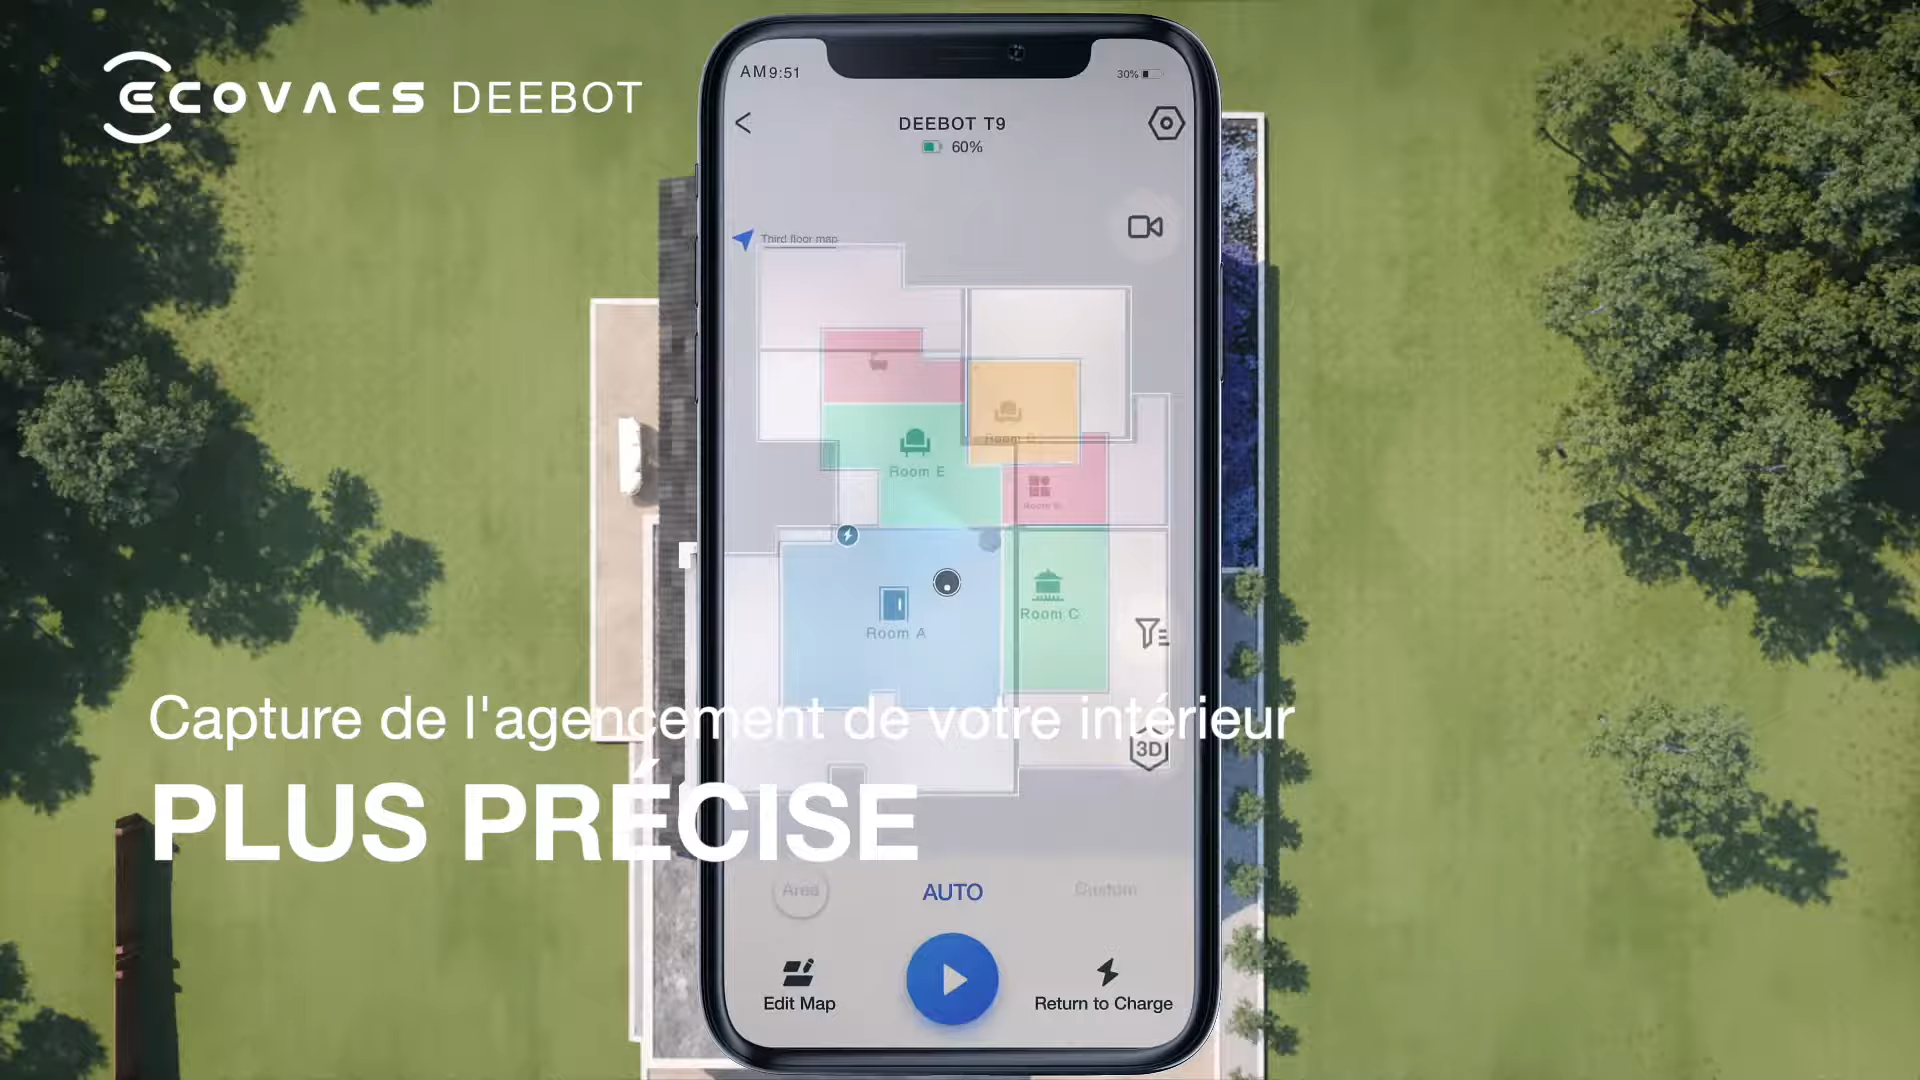 ECOVACS DEEBOT
AM9:51
30%
DEEBOT T9
60%
Third floor map
Room E
Room B
Room A
Room C
3D
Capture de l'agencement de votre intérieur
PLUS PRÉCISE
Area
AUTO
Custom
Edit Map
Return to Charge